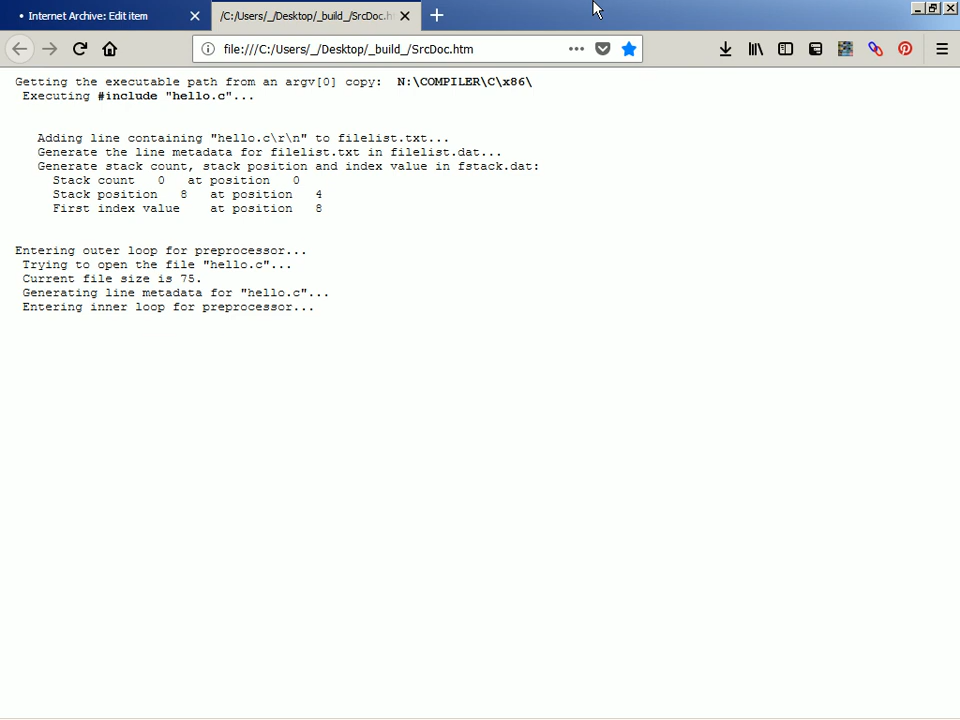 Internet Archive: Edit item
/C:/Users/_/Desktop/_build_/SrcDoc.h
file:///C:/Users/_/Desktop/_build_/SrcDoc.htm
Getting the executable path from an argv[0] copy: N:\COMPILER\C\x86\
Executing #include "hello.c"...
Adding line containing "hello.c\r\n" to filelist.txt...
Generate the line metadata for filelist.txt in filelist.dat...
Generate stack count, stack position and index value in fstack.dat:
Stack count 0 at position 0
Stack position 8 at position 4
First index value at position 8
Entering outer loop for preprocessor...
Trying to open the file "hello.c"...
Current file size is 75.
Generating line metadata for "hello.c"...
Entering inner loop for preprocessor...